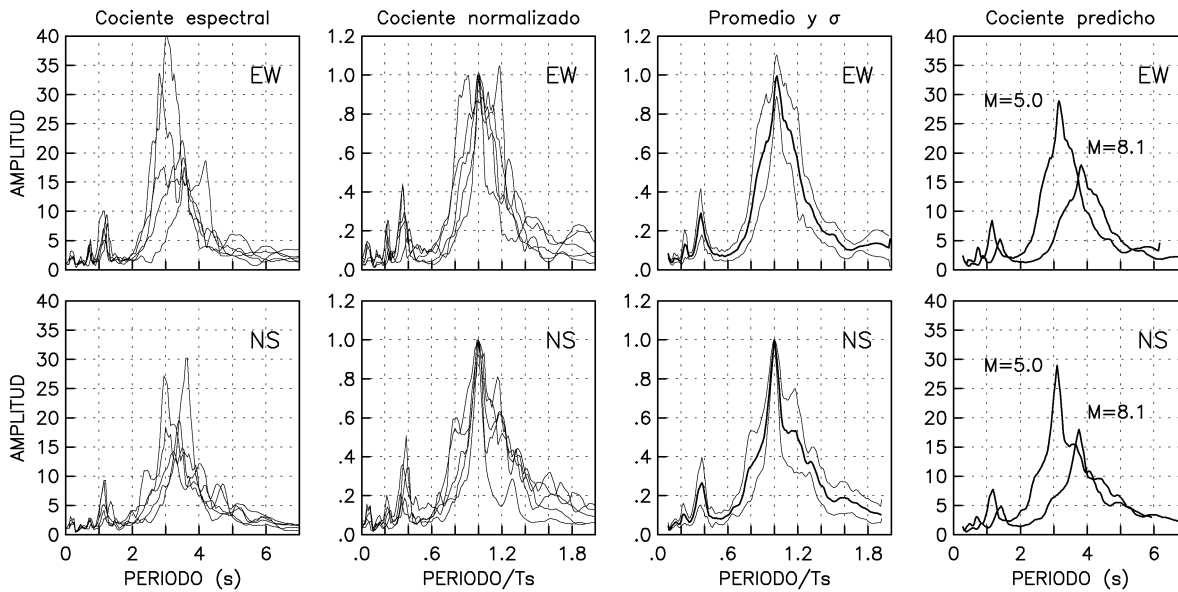 Cociente espectral
Cociente normalizado
Promedio y σ
Cociente predicho
AMPLITUD
40
35
30
25
20
15
10
5
0
EW
1.2
1.0
.8
.6
.4
.2
.0
EW
1.2
1.0
.8
.6
.4
.2
.0
EW
40
35
30
25
20
15
10
5
0
EW
M=5.0
M=8.1
AMPLITUD
40
35
30
25
20
15
10
5
0
NS
0 2 4 6
PERIODO (s)
1.2
1.0
.8
.6
.4
.2
0
NS
.0 .6 1.2 1.8
PERIODO/Ts
1.2
1.0
.8
.6
.4
.2
0
NS
.0 .6 1.2 1.8
PERIODO/Ts
40
35
30
25
20
15
10
5
0
NS
M=5.0
M=8.1
0 2 4 6
PERIODO (s)